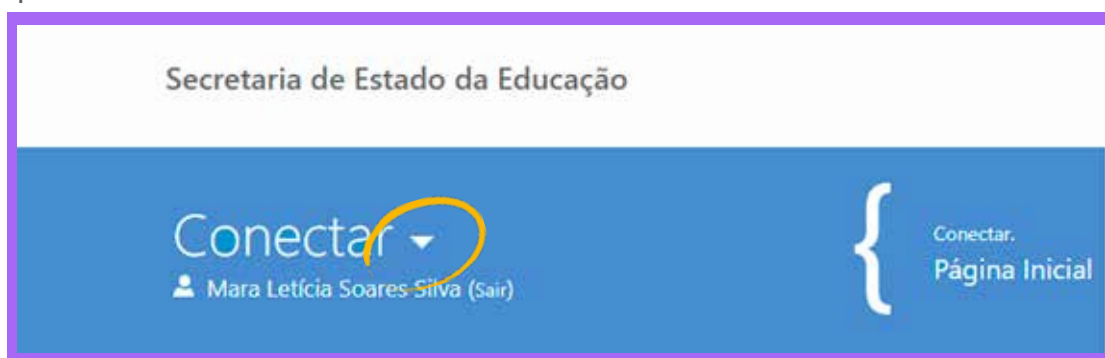 Secretaria de Estado da Educação
Conectar
Mara Letícia Soares Silva (Sair)
Conectar.
Página Inicial